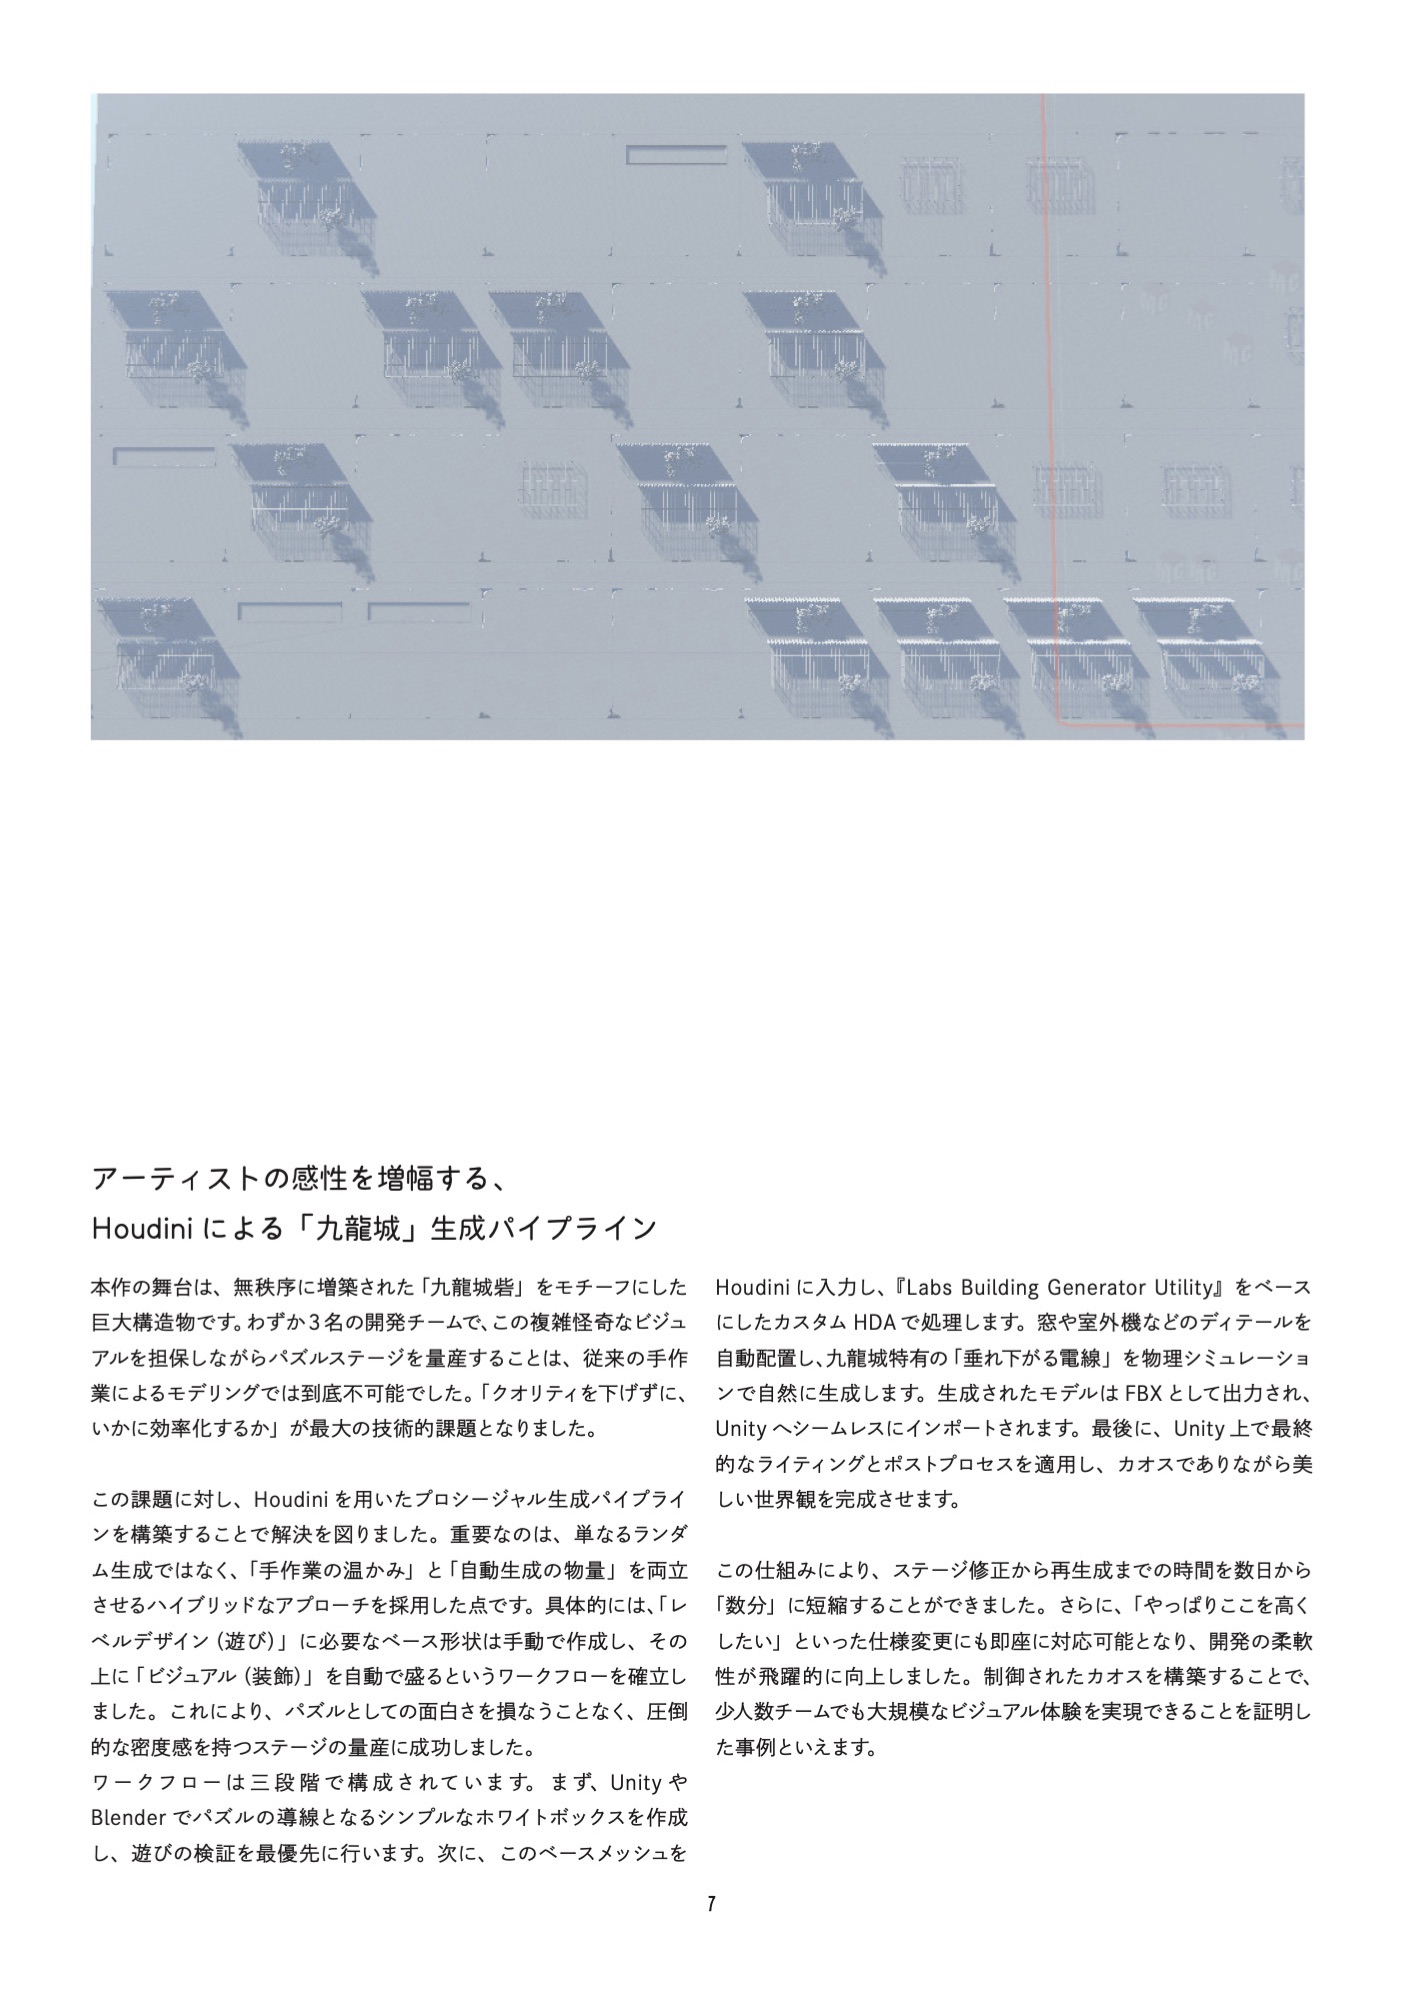 アーティストの感性を増幅する、
Houdini による「九龍城」生成パイプライン
本作の舞台は、無秩序に増築された「九龍城砦」をモチーフにした
巨大構造物です。わずか3名の開発チームで、この複雑怪奇なビジュ
アルを担保しながらパズルステージを量産することは、従来の手作
業によるモデリングでは到底不可能でした。「クオリティを下げずに、
いかに効率化するか」が最大の技術的課題となりました。
この課題に対し、Houdini を用いたプロシージャル生成パイプライ
ンを構築することで解決を図りました。重要なのは、単なるランダ
ム生成ではなく、「手作業の温かみ」と「自動生成の物量」を両立
させるハイブリッドなアプローチを採用した点です。具体的には、「レ
ベルデザイン（遊び）」に必要なベース形状は手動で作成し、その
上に「ビジュアル（装飾）」を自動で盛るというワークフローを確立し
ました。これにより、パズルとしての面白さを損なうことなく、圧倒
的な密度感を持つステージの量産に成功しました。
ワークフローは三段階で構成されています。まず、Unity や
Blender でパズルの導線となるシンプルなホワイトボックスを作成
し、遊びの検証を最優先に行います。次に、このベースメッシュを
Houdini に入力し、『Labs Building Generator Utility』をベース
にしたカスタム HDA で処理します。窓や室外機などのディテールを
自動配置し、九龍城特有の「垂れ下がる電線」を物理シミュレーショ
ンで自然に生成します。生成されたモデルは FBX として出力され、
Unity へシームレスにインポートされます。最後に、Unity 上で最終
的なライティングとポストプロセスを適用し、カオスでありながら美
しい世界観を完成させます。
この仕組みにより、ステージ修正から再生成までの時間を数日から
「数分」に短縮することができました。さらに、「やっぱりここを高く
したい」といった仕様変更にも即座に対応可能となり、開発の柔軟
性が飛躍的に向上しました。制御されたカオスを構築することで、
少人数チームでも大規模なビジュアル体験を実現できることを証明し
た事例といえます。
7